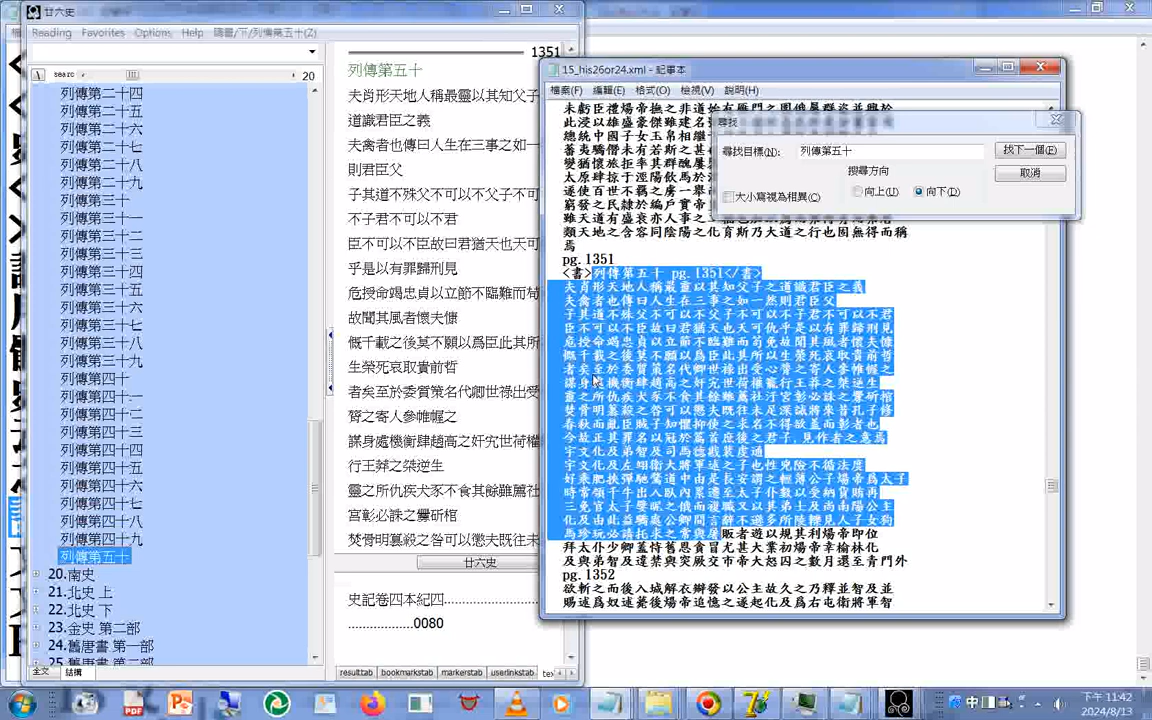 廿六史
Reading Favorites Options Help 隋書/下/列傳第五十(Z)
searc
20
列傳第二十四
列傳第二十五
列傳第二十六
列傳第二十七
列傳第二十八
列傳第二十九
列傳第三十
列傳第三十一
列傳第三十二
列傳第三十三
列傳第三十四
列傳第三十五
列傳第三十六
列傳第三十七
列傳第三十八
列傳第三十九
列傳第四十
列傳第四十一
列傳第四十二
列傳第四十三
列傳第四十四
列傳第四十五
列傳第四十六
列傳第四十七
列傳第四十八
列傳第四十九
列傳第五十
20.南史
21.北史 上
22.北史 下
23.金史 第二部
24.舊唐書 第一部
25.舊唐書 第二部
全文 結構
1351
列傳第五十
夫肖形天地人稱最靈以其知父子
道識君臣之義
夫禽者也傳曰人生在三事之如一
則君臣父
子其道不殊父不可以不父子不可
不子君不可以不君
臣不可以不臣故曰君猶天也天可
乎是以有罪歸刑見
危授命竭忠貞以立節不臨難而茍
故聞其風者懷夫慷
慨千載之後莫不願以爲臣此其所
生榮死哀取貴前哲
者矣至於委質策名代卿世祿出受
膂之寄人參帷幄之
謀身處機衡肆趙高之奸宄世荷權
行王莽之桀逆生
靈之所仇疾犬豕不食其餘雖薦社
宮彰必誅之釁斫棺
焚骨明篡殺之咎可以懲夫既往未
廿六史
史記卷四本紀四....................
.................0080
resulttab bookmarkstab markerstab userlinkstab tex
15_his26or24.xml - 記事本
檔案(F) 編輯(E) 格式(O) 檢視(V) 說明(H)
尋找
尋找目標(N): 列傳第五十
找下一個(F)
搜尋方向
取消
大小寫視為相異(C)
向上(U) 向下(D)
雖天道有盛衰亦人事之
類天地之含容同陰陽之化育斯乃大道之行也固無得而稱
焉
pg.1351
<書>列傳第五十 pg.1351</書>
夫肖形天地人稱最靈以其知父子之道識君臣之義
夫禽者也傳曰人生在三事之如一然則君臣父
子其道不殊父不可以不父子不可以不子君不可以不君
臣不可以不臣故曰君猶天也天可仇乎是以有罪歸刑見
危授命竭忠貞以立節不臨難而茍免故聞其風者懷夫慷
慨千載之後莫不願以爲臣此其所以生榮死哀取貴前哲
者矣至於委質策名代卿世祿出受心膂之寄人參帷幄之
謀身處機衡肆趙高之奸宄世荷權寵行王莽之桀逆生
靈之所仇疾犬豕不食其餘雖薦社汙宮彰必誅之釁斫棺
焚骨明篡殺之咎可以懲夫既往未足深誡將來昔孔子修
春秋而亂臣賊子知懼抑使之求名不得欲蓋而彰者也
今故正其罪名以冠於篇首庶後之君子,見作者之意焉
宇文化及弟智及司馬德戡裴虔通
宇文化及左翊衛大將軍述之子也性兇險不循法度
好乘肥挾彈馳騖道中由是長安謂之輕薄公子煬帝爲太子
時常領千牛出入臥內累遷至太子仆數以受納貨賄再
三免官太子嬖昵之俄而復職又以其弟士及尚南陽公主
化及由此益驕處公卿間言辭不遜多所陵轢見人子女狗
馬珍玩必請托求之常與屠販者遊以規其利煬帝即位
拜太仆少卿蓋恃舊恩貪冒尤甚大業初煬帝幸榆林化
及與弟智及違禁與突厥交市帝大怒囚之數月還至青門外
pg.1352
欲斬之而後入城解衣辮發以公主故久之乃釋並智及並
賜述爲奴述薨後煬帝追憶之遂起化及爲右屯衛將軍智
下午 11:42
2024/8/13